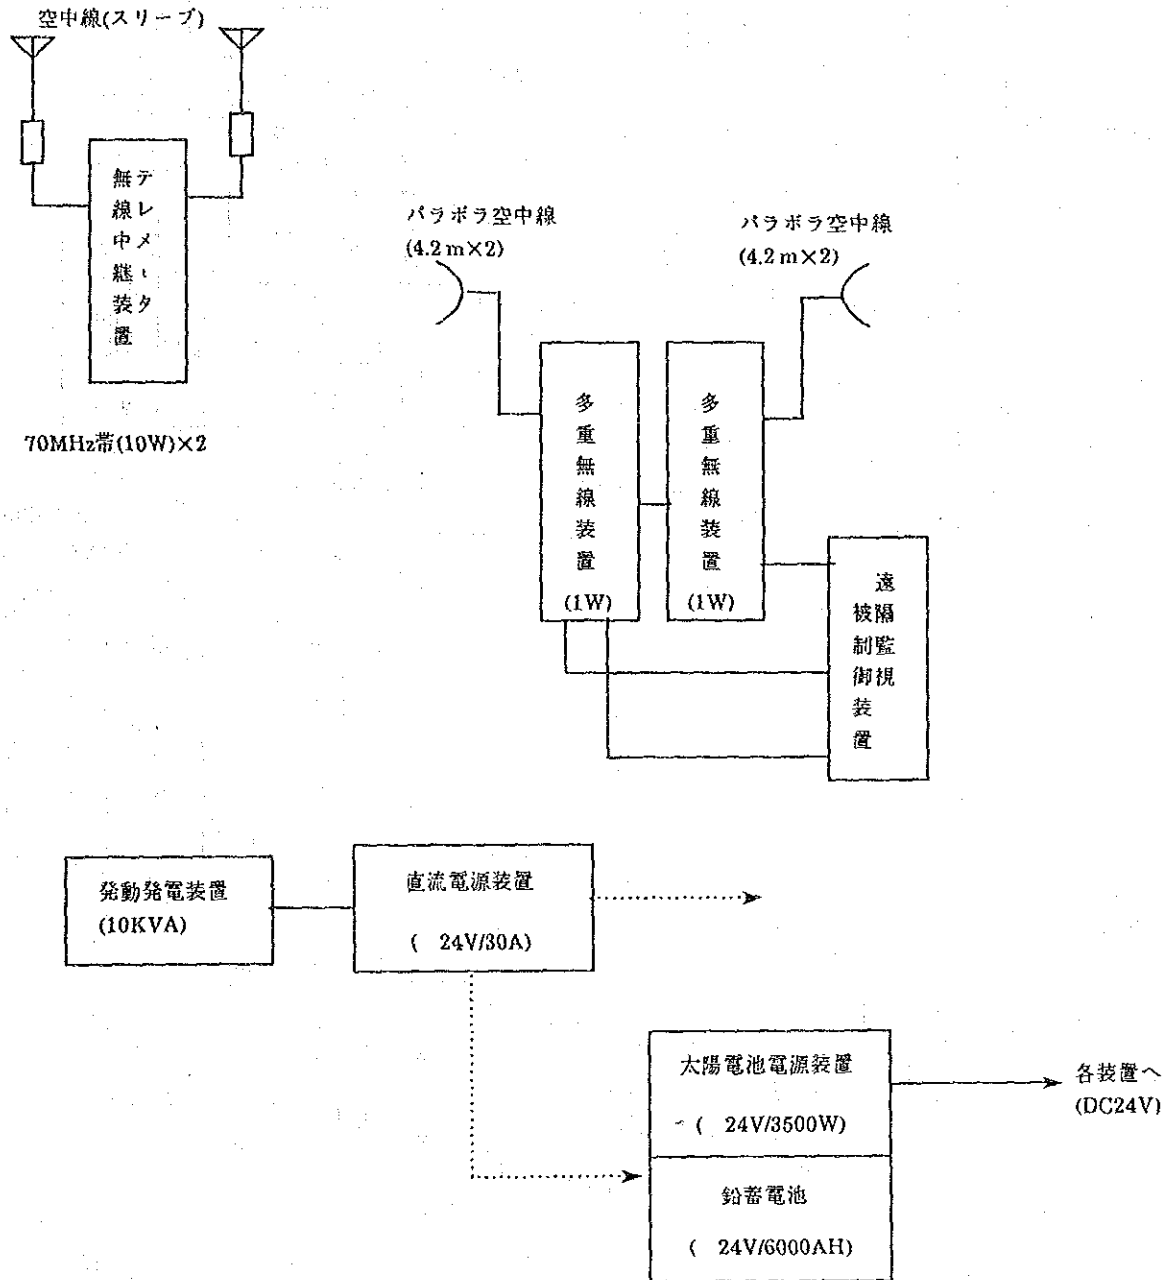 空中線(スリーブ)
テレメータ
無線中継装置
70MHz帯(10W)×2
パラボラ空中線
(4.2m×2)
パラボラ空中線
(4.2m×2)
多重無線装置
(1W)
多重無線装置
(1W)
遠隔監視
被制御装置
発動発電装置
(10KVA)
直流電源装置
( 24V/30A)
太陽電池電源装置
( 24V/3500W)
各装置へ
(DC24V)
鉛蓄電池
( 24V/6000AH)